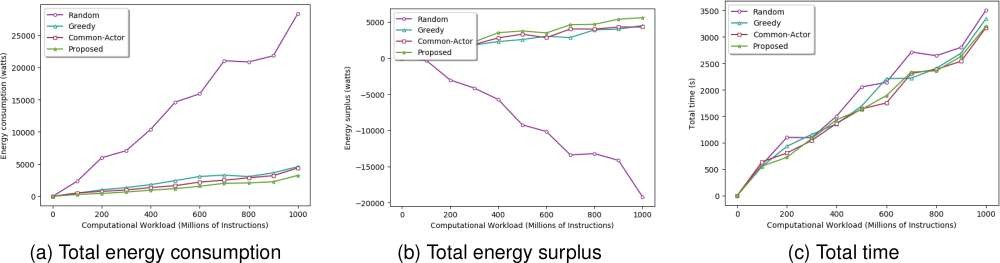 Random
Greedy
Common-Actor
Proposed
25000
20000
15000
10000
5000
0
Energy consumption (watts)
0 200 400 600 800 1000
Computational Workload (Millions of Instructions)
(a) Total energy consumption
Random
Greedy
Common-Actor
Proposed
5000
0
−5000
−10000
−15000
−20000
Energy surplus (watts)
0 200 400 600 800 1000
Computational Workload (Millions of Instructions)
(b) Total energy surplus
Random
Greedy
Common-Actor
Proposed
3500
3000
2500
2000
1500
1000
500
0
Total time (s)
0 200 400 600 800 1000
Computational Workload (Millions of Instructions)
(c) Total time